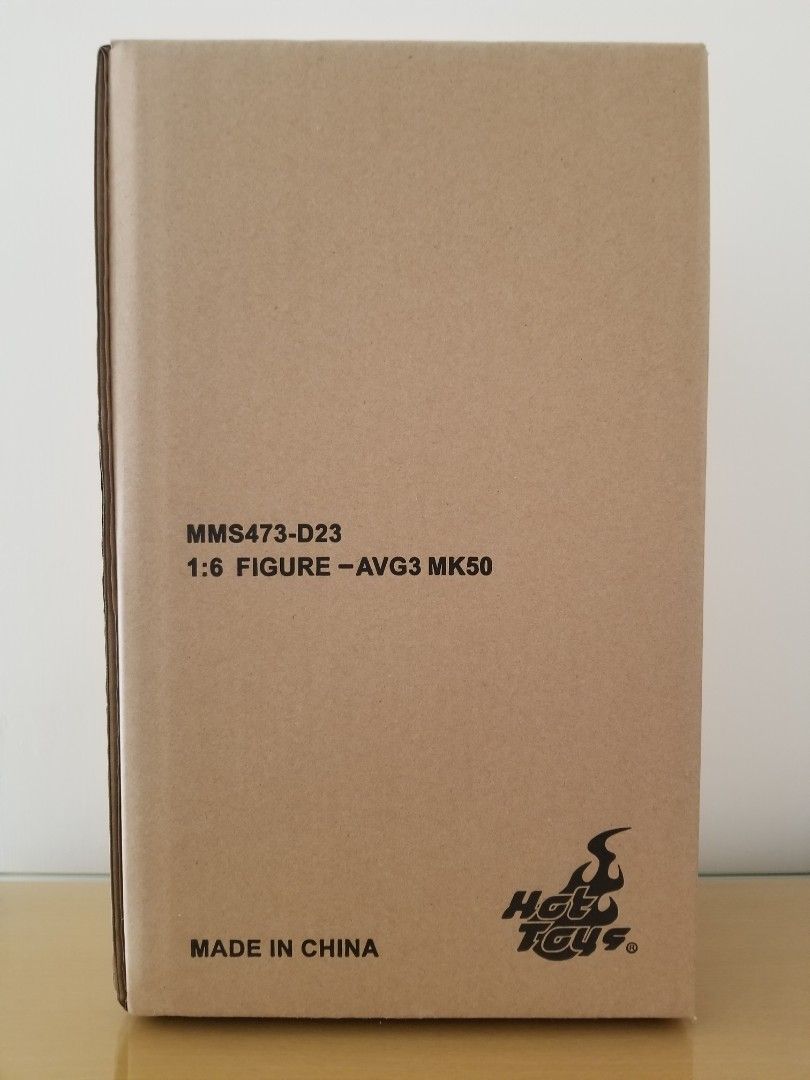 MMS473-D23
1:6 FIGURE –AVG3 MK50
MADE IN CHINA
Hot
Toys®